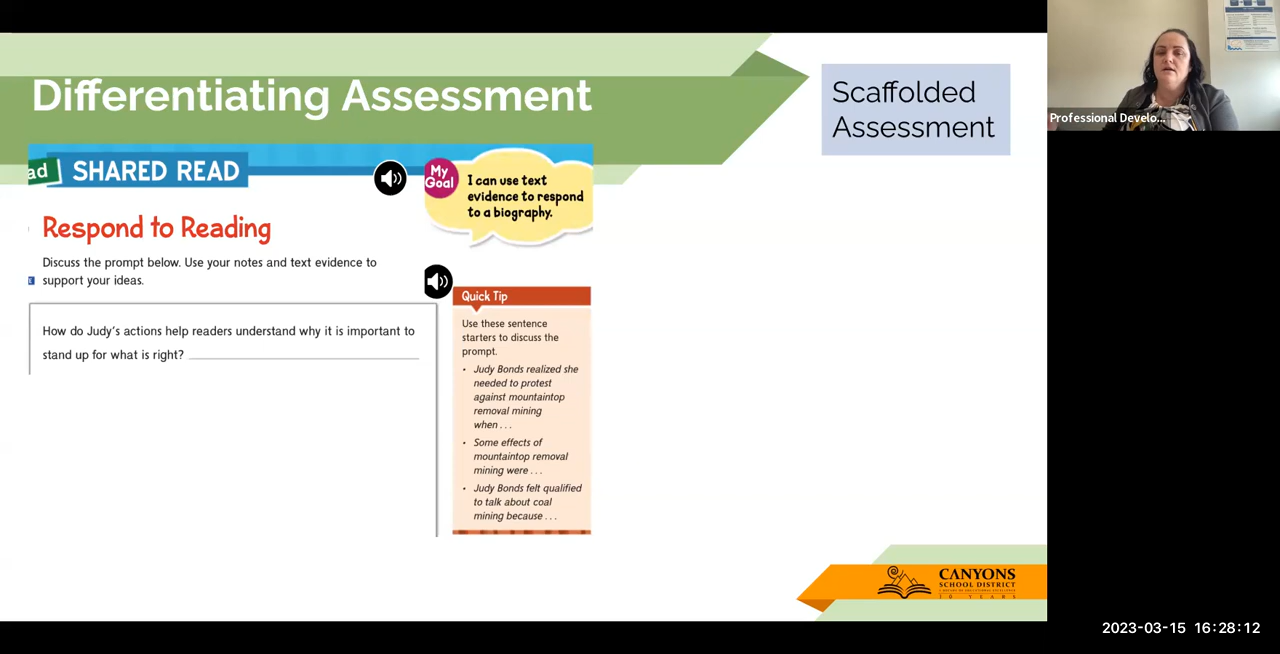 Differentiating Assessment
Scaffolded
Assessment
Professional Develo...
ad
SHARED READ
My
Goal
I can use text
evidence to respond
to a biography.
Respond to Reading
Discuss the prompt below. Use your notes and text evidence to
support your ideas.
How do Judy's actions help readers understand why it is important to
stand up for what is right?
Quick Tip
Use these sentence
starters to discuss the
prompt.
• Judy Bonds realized she
needed to protest
against mountaintop
removal mining
when . . .
• Some effects of
mountaintop removal
mining were . . .
• Judy Bonds felt qualified
to talk about coal
mining because . . .
CANYONS
SCHOOL DISTRICT
10 YEARS
2023-03-15 16:28:12